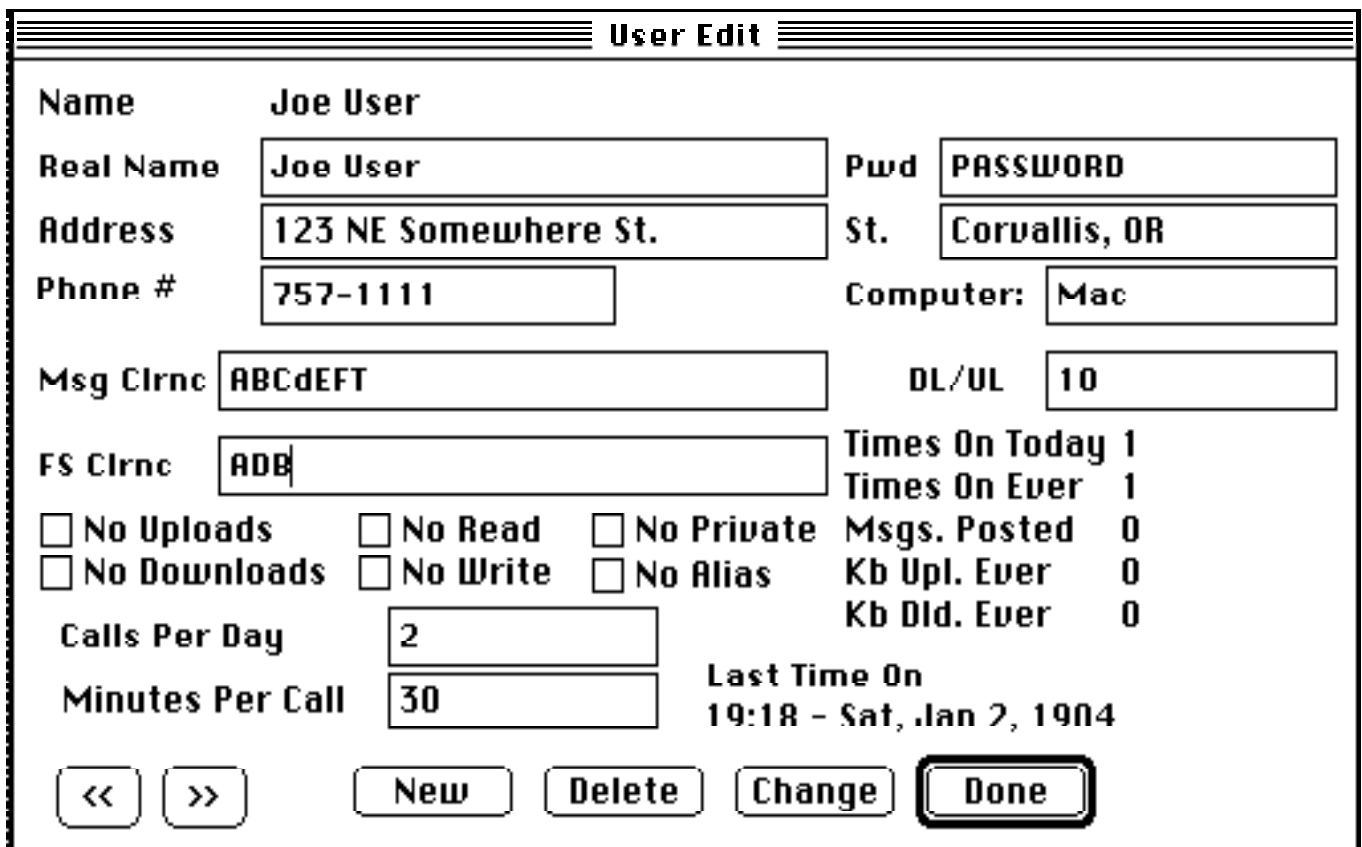 User Edit
Name Joe User
Real Name Joe User Pwd PASSWORD
Address 123 NE Somewhere St. St. Corvallis, OR
Phone # 757-1111 Computer: Mac
Msg Clrnc ABCdEFT DL/UL 10
FS Clrnc ADB Times On Today 1
Times On Ever 1
No Uploads No Read No Private Msgs. Posted 0
No Downloads No Write No Alias Kb Upl. Ever 0
Kb Dld. Ever 0
Calls Per Day 2
Minutes Per Call 30 Last Time On
19:18 - Sat, Jan 2, 1904
<< >> New Delete Change Done